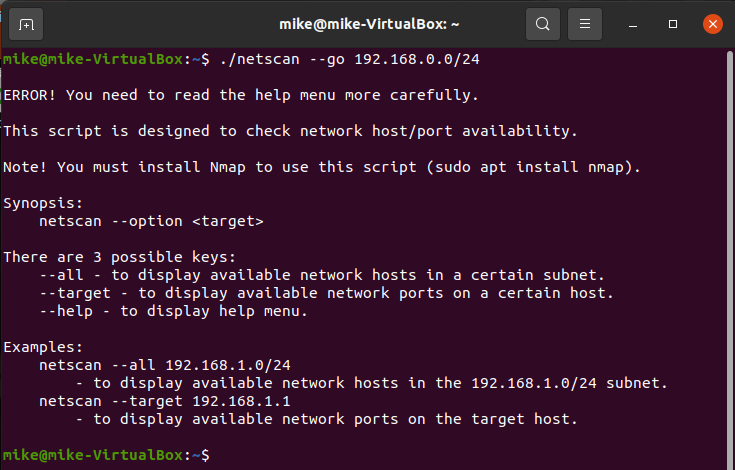 mike@mike-VirtualBox: ~
mike@mike-VirtualBox:~$ ./netscan --go 192.168.0.0/24
ERROR! You need to read the help menu more carefully.
This script is designed to check network host/port availability.
Note! You must install Nmap to use this script (sudo apt install nmap).
Synopsis:
    netscan --option <target>
There are 3 possible keys:
    --all - to display available network hosts in a certain subnet.
    --target - to display available network ports on a certain host.
    --help - to display help menu.
Examples:
    netscan --all 192.168.1.0/24
        - to display available network hosts in the 192.168.1.0/24 subnet.
    netscan --target 192.168.1.1
        - to display available network ports on the target host.
mike@mike-VirtualBox:~$